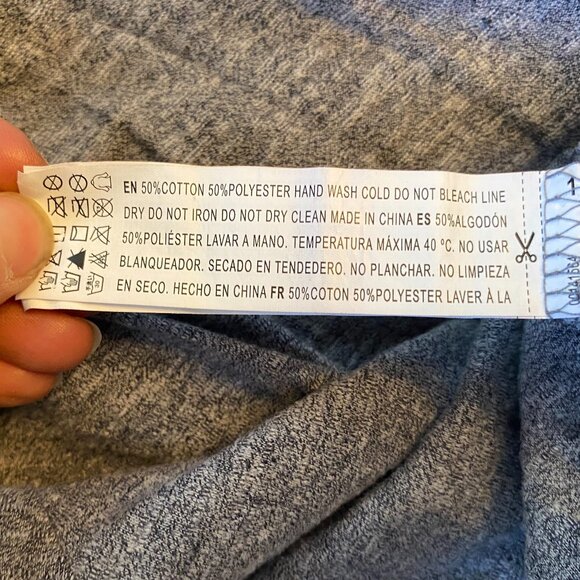 EN 50%COTTON 50%POLYESTER HAND WASH COLD DO NOT BLEACH LINE
DRY DO NOT IRON DO NOT DRY CLEAN MADE IN CHINA ES 50%ALGODÓN
50%POLIÉSTER LAVAR A MANO. TEMPERATURA MÁXIMA 40 ºC. NO USAR
BLANQUEADOR. SECADO EN TENDEDERO. NO PLANCHAR. NO LIMPIEZA
EN SECO. HECHO EN CHINA FR 50%COTON 50%POLYESTER LAVER À LA
1